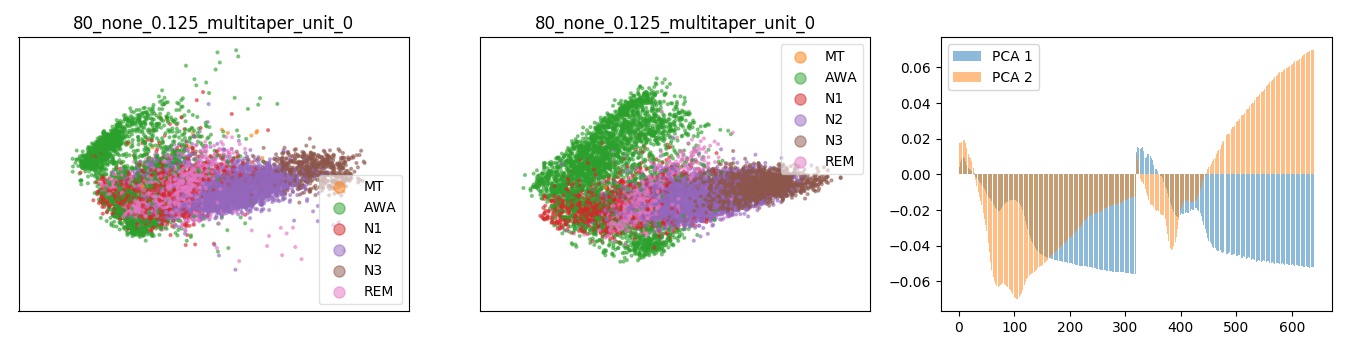 80_none_0.125_multitaper_unit_0
MT
AWA
N1
N2
N3
REM
80_none_0.125_multitaper_unit_0
MT
AWA
N1
N2
N3
REM
PCA 1
PCA 2
0.06
0.04
0.02
0.00
−0.02
−0.04
−0.06
0 100 200 300 400 500 600